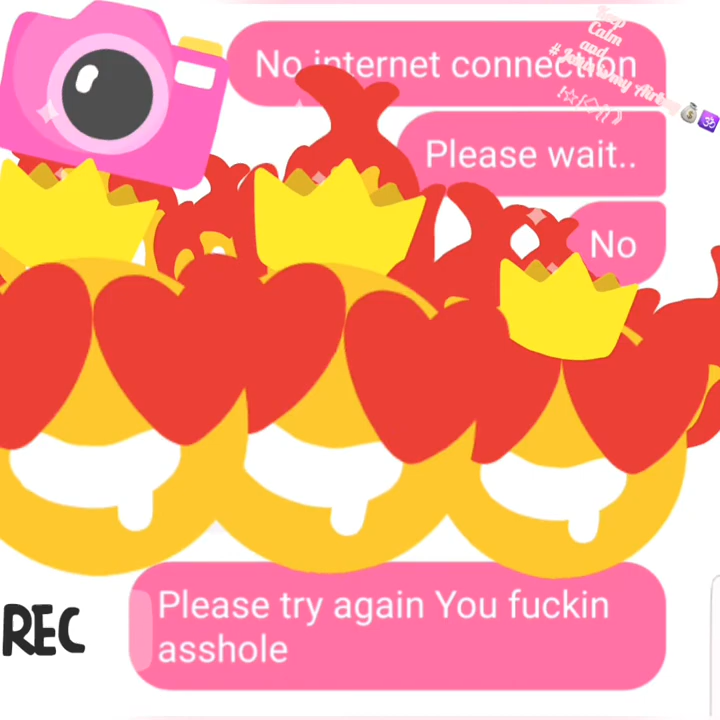 No internet connection
Keep
Calm
and
Please wait..
No
REC
Please try again You fuckin
asshole